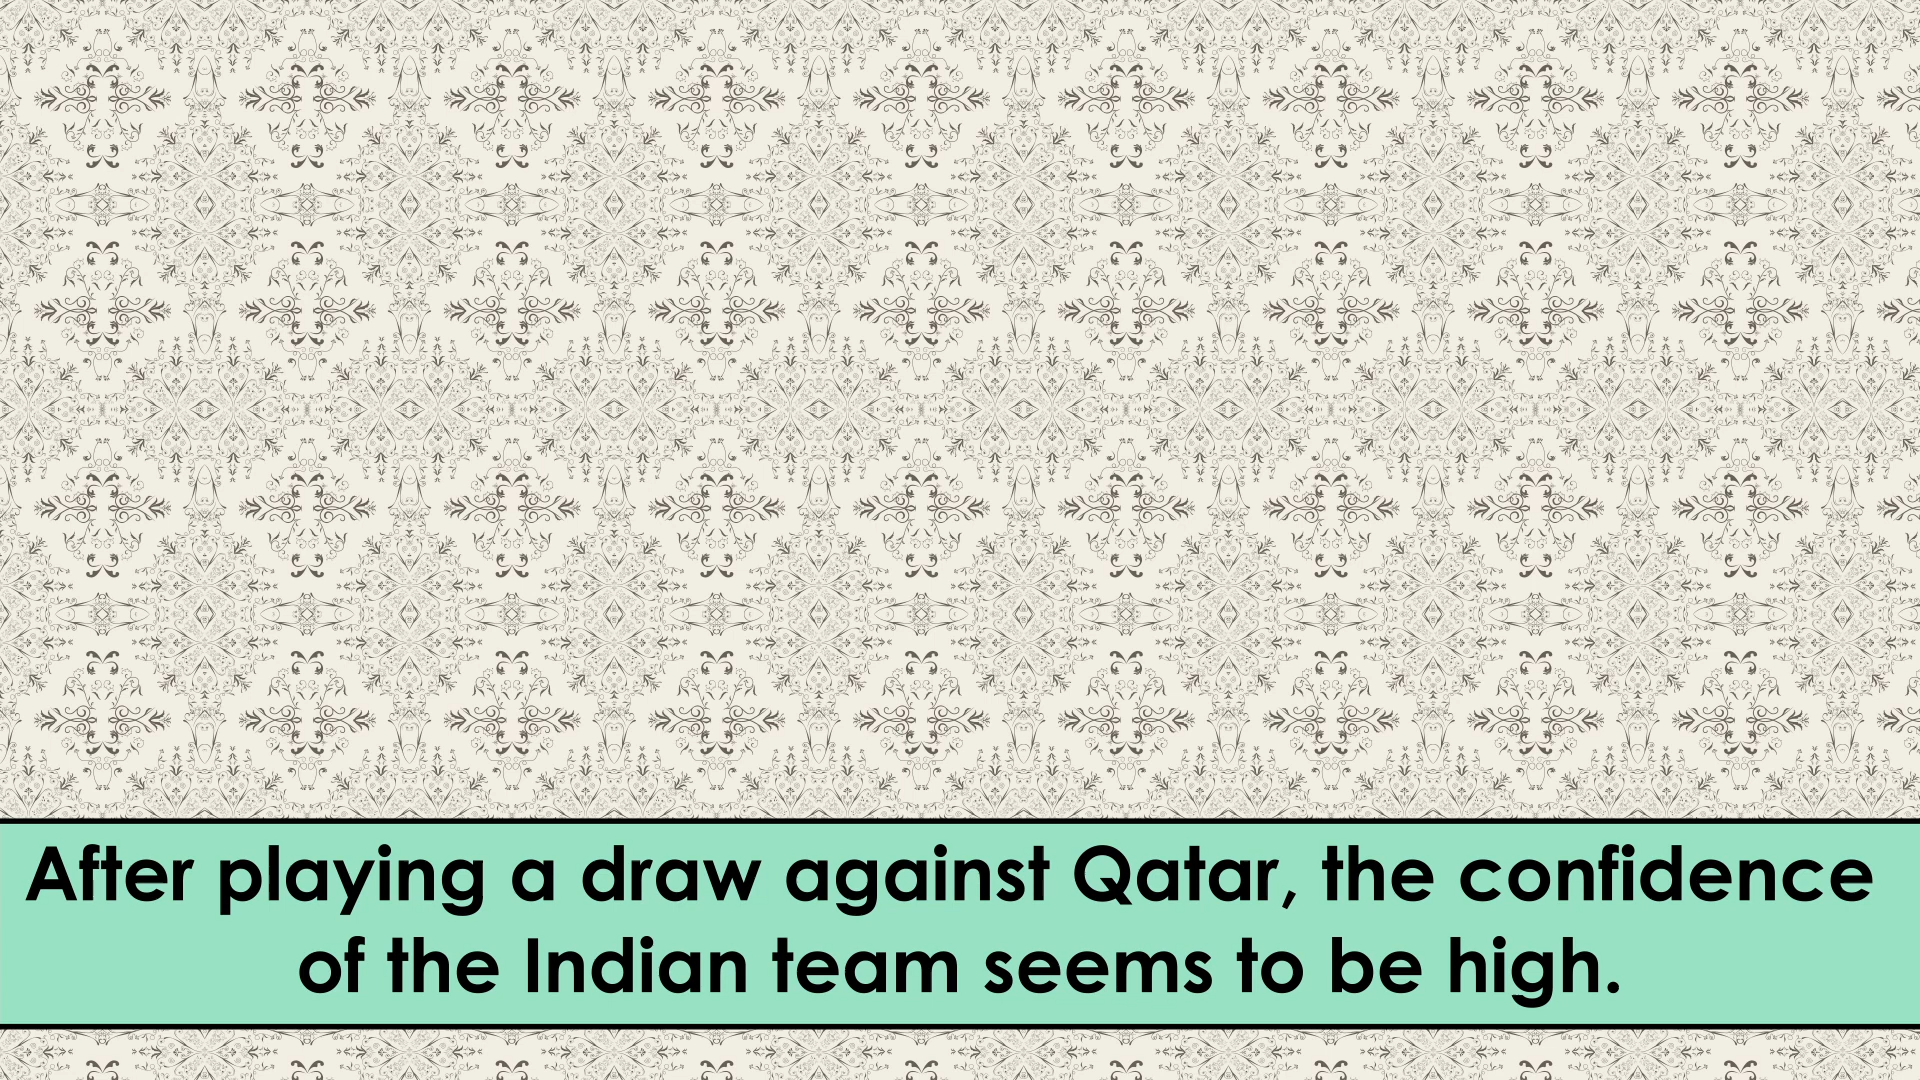 After playing a draw against Qatar, the confidence
of the Indian team seems to be high.